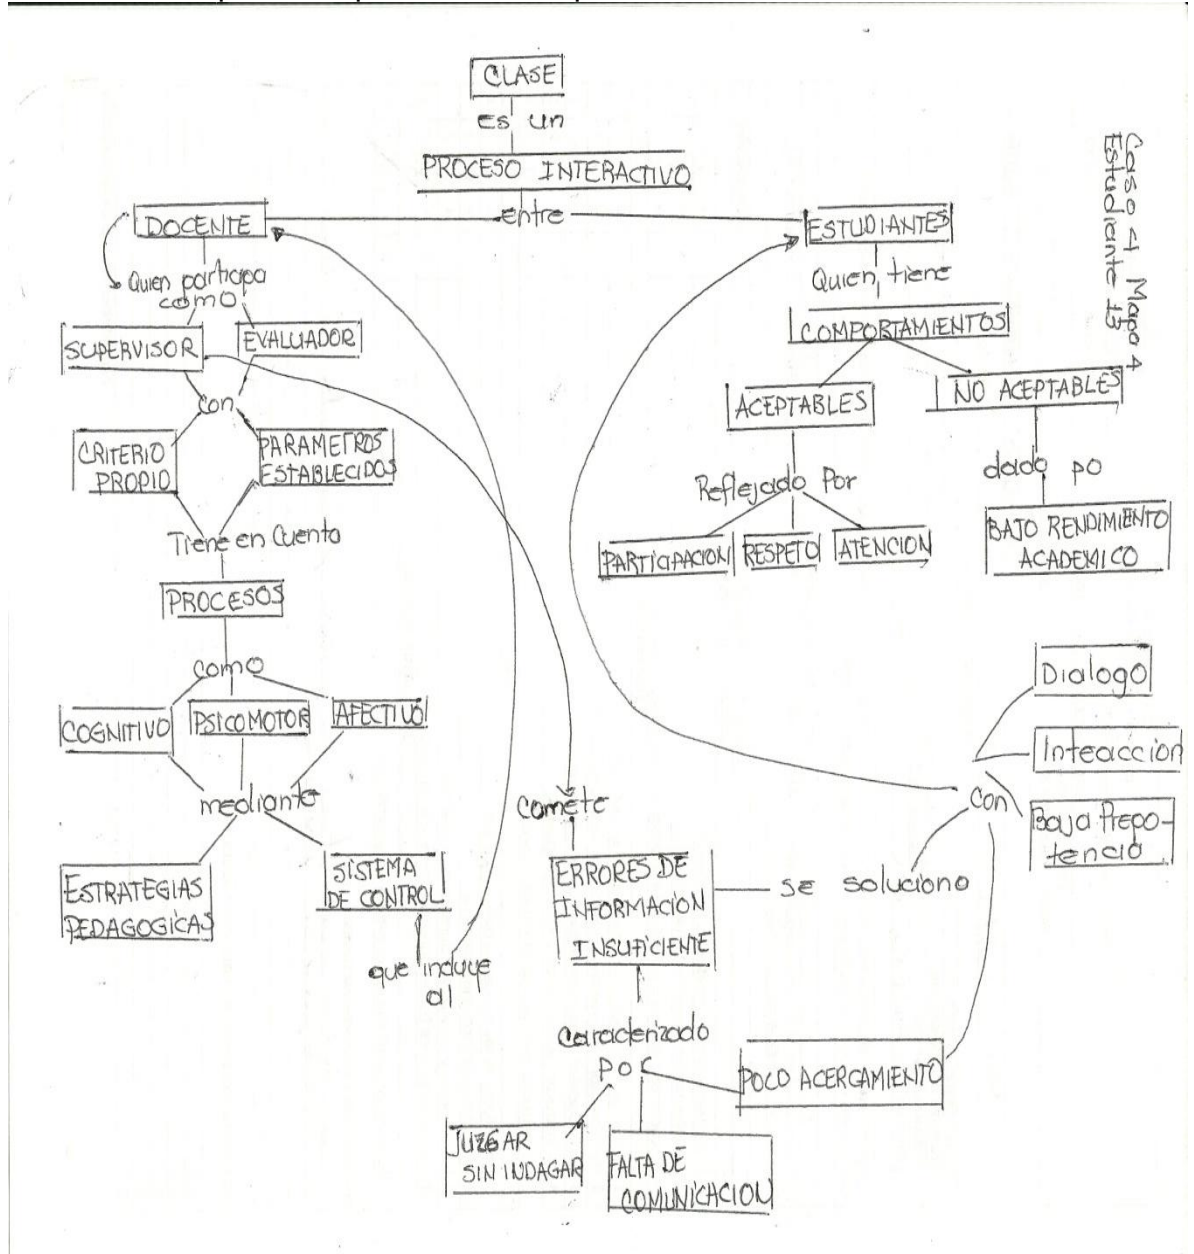 CLASE
es un
PROCESO INTERACTIVO
entre
DOCENTE
ESTUDIANTES
Quien participa
como
SUPERVISOR
EVALUADOR
con
CRITERIO
PROPIO
PARAMETROS
ESTABLECIDOS
Tiene en Cuenta
PROCESOS
como
COGNITIVO
PSICOMOTOR
AFECTIVO
mediante
ESTRATEGIAS
PEDAGOGICAS
SISTEMA
DE CONTROL
que incluye
al
Quien tiene
COMPORTAMIENTOS
ACEPTABLES
NO ACEPTABLES
Reflejado Por
PARTICIPACION
RESPETO
ATENCION
dado po
BAJO RENDIMIENTO
ACADEMICO
Caso 4 Mapa 4
Estudiante 13
comete
ERRORES DE
INFORMACION
INSUFICIENTE
se soluciona
con
Dialogo
Inteaccion
Baja Prepo-
tencia
caracterizado
por
JUZGAR
SIN INDAGAR
FALTA DE
COMUNICACION
POCO ACERCAMIENTO